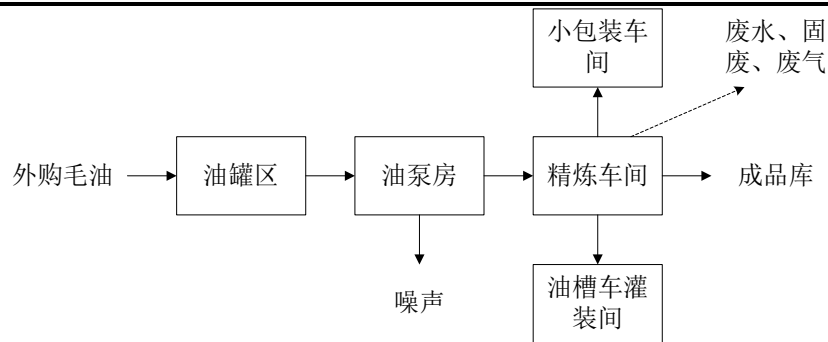 小包装车
间
废水、固
废、废气
外购毛油
油罐区
油泵房
精炼车间
成品库
噪声
油槽车灌
装间